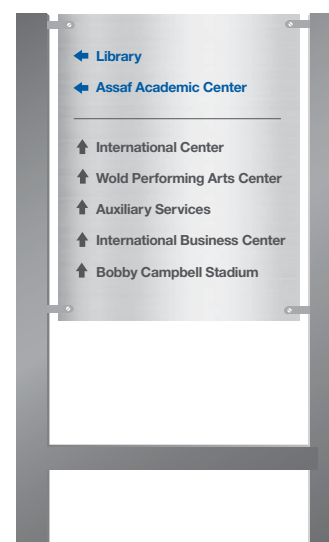 Library
Assaf Academic Center
International Center
Wold Performing Arts Center
Auxiliary Services
International Business Center
Bobby Campbell Stadium